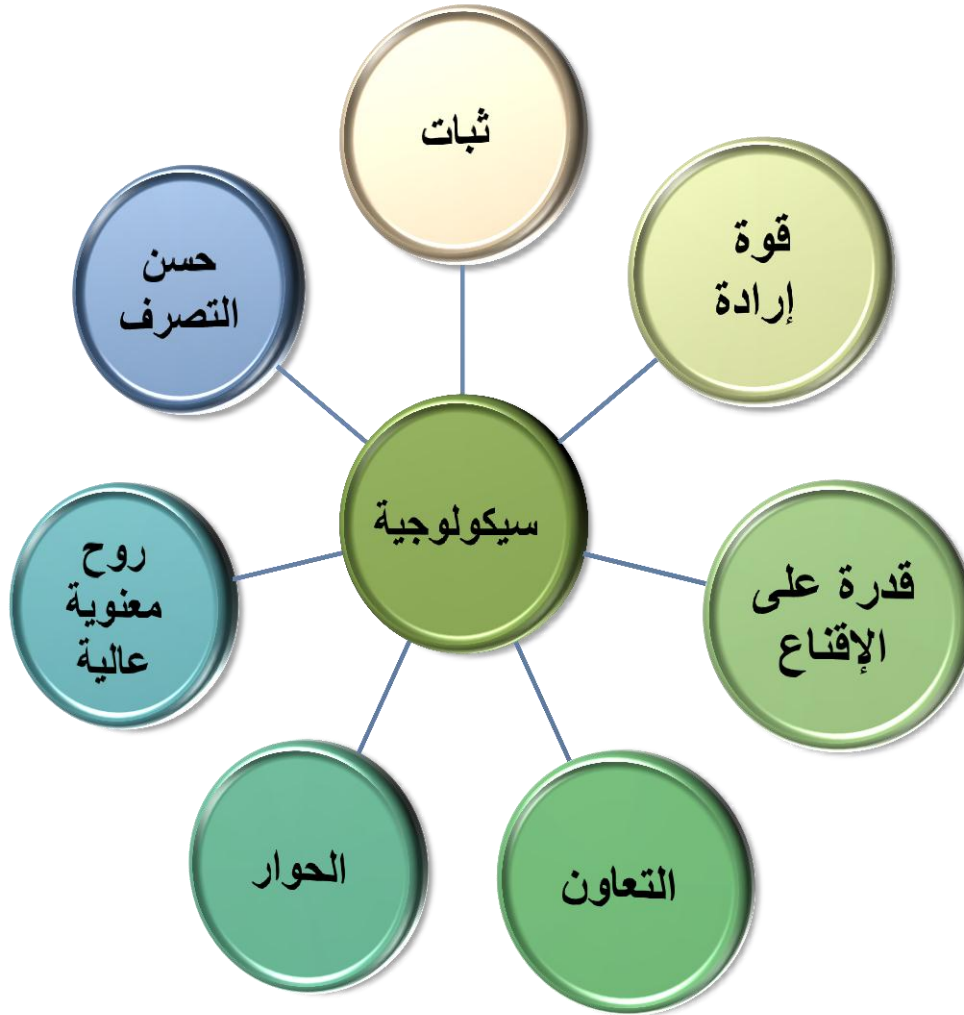 ثبات
قوة
إرادة
قدرة على
الإقناع
التعاون
الحوار
روح
معنوية
عالية
حسن
التصرف
سيكولوجية